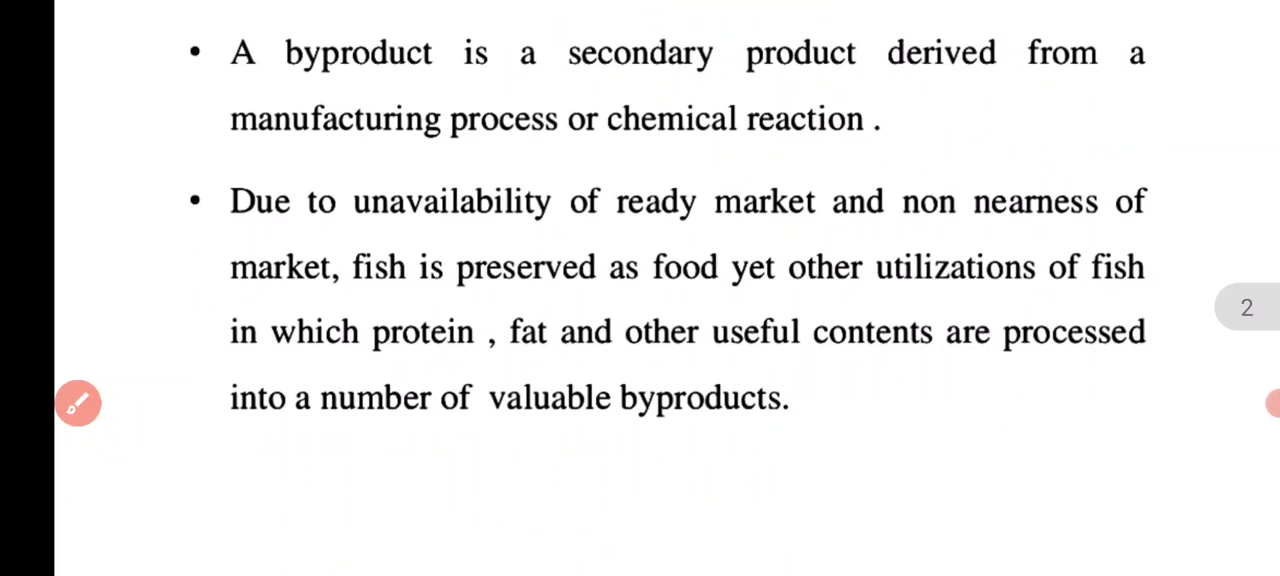 • A byproduct is a secondary product derived from a
manufacturing process or chemical reaction .
• Due to unavailability of ready market and non nearness of
market, fish is preserved as food yet other utilizations of fish
2
in which protein , fat and other useful contents are processed
into a number of valuable byproducts.